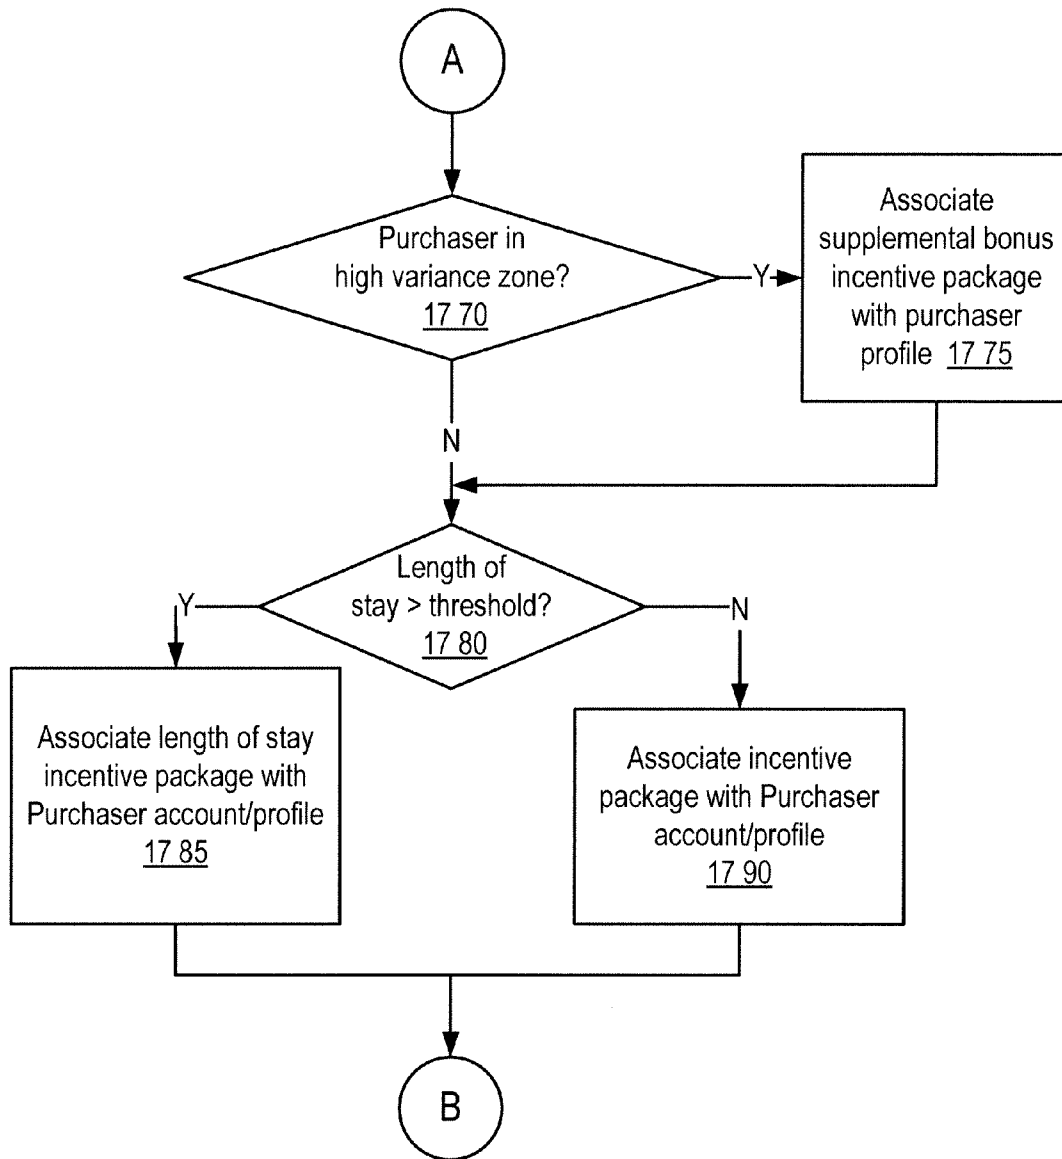 A
Purchaser in
high variance zone?
17 70
Y
Associate
supplemental bonus
incentive package
with purchaser
profile 17 75
N
Length of
stay > threshold?
17 80
Y
N
Associate length of stay
incentive package with
Purchaser account/profile
17 85
Associate incentive
package with Purchaser
account/profile
17 90
B